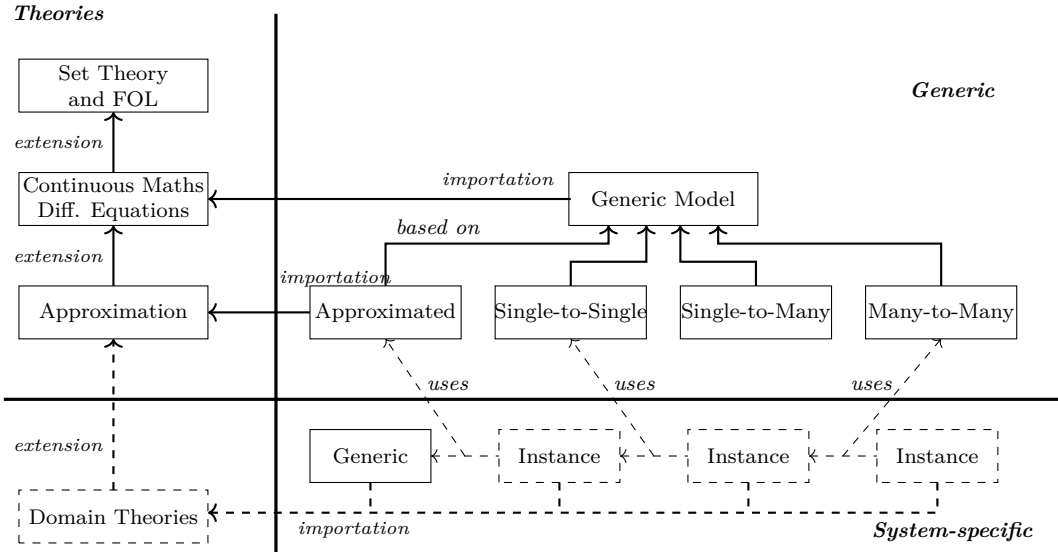 Theories
Set Theory
and FOL
Generic
extension
Continuous Maths
Diff. Equations
importation
Generic Model
based on
extension
importation
Approximation
Approximated
Single-to-Single
Single-to-Many
Many-to-Many
uses
uses
uses
extension
Generic
Instance
Instance
Instance
Domain Theories
importation
System-specific